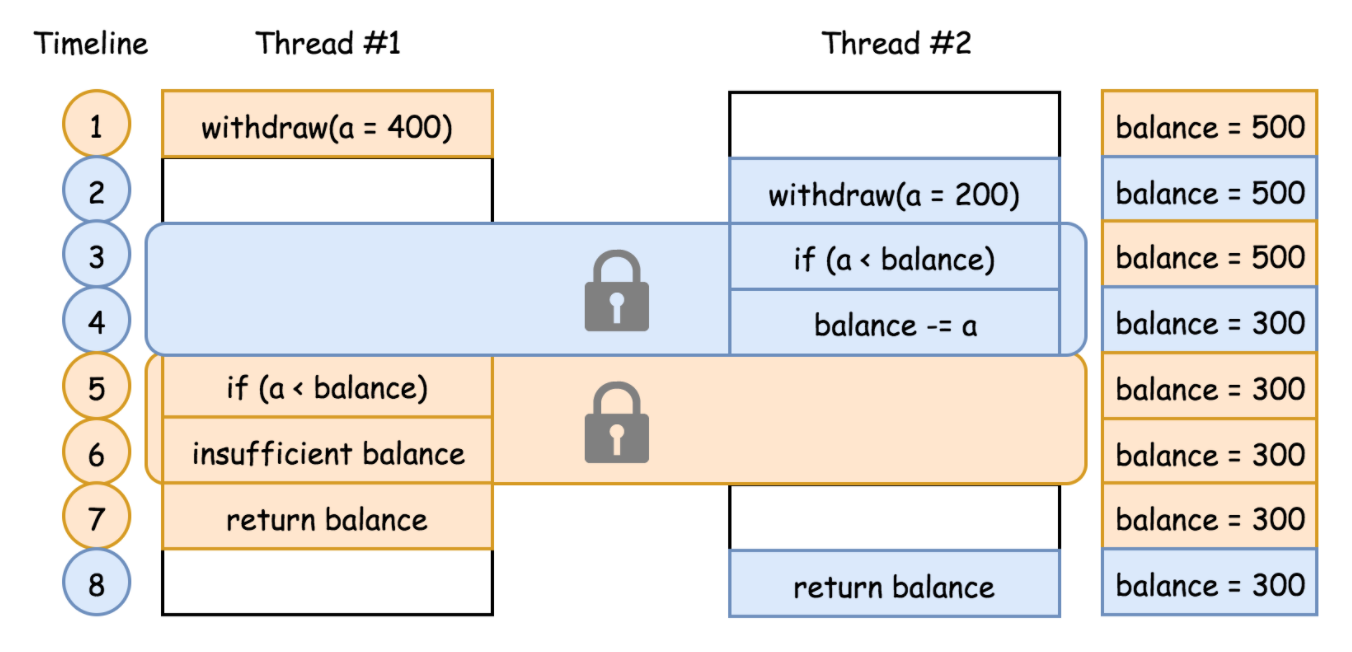 Timeline Thread #1 Thread #2
1 withdraw(a = 400) balance = 500
2 withdraw(a = 200) balance = 500
3 if (a < balance) balance = 500
4 balance -= a balance = 300
5 if (a < balance) balance = 300
6 insufficient balance balance = 300
7 return balance balance = 300
8 return balance balance = 300